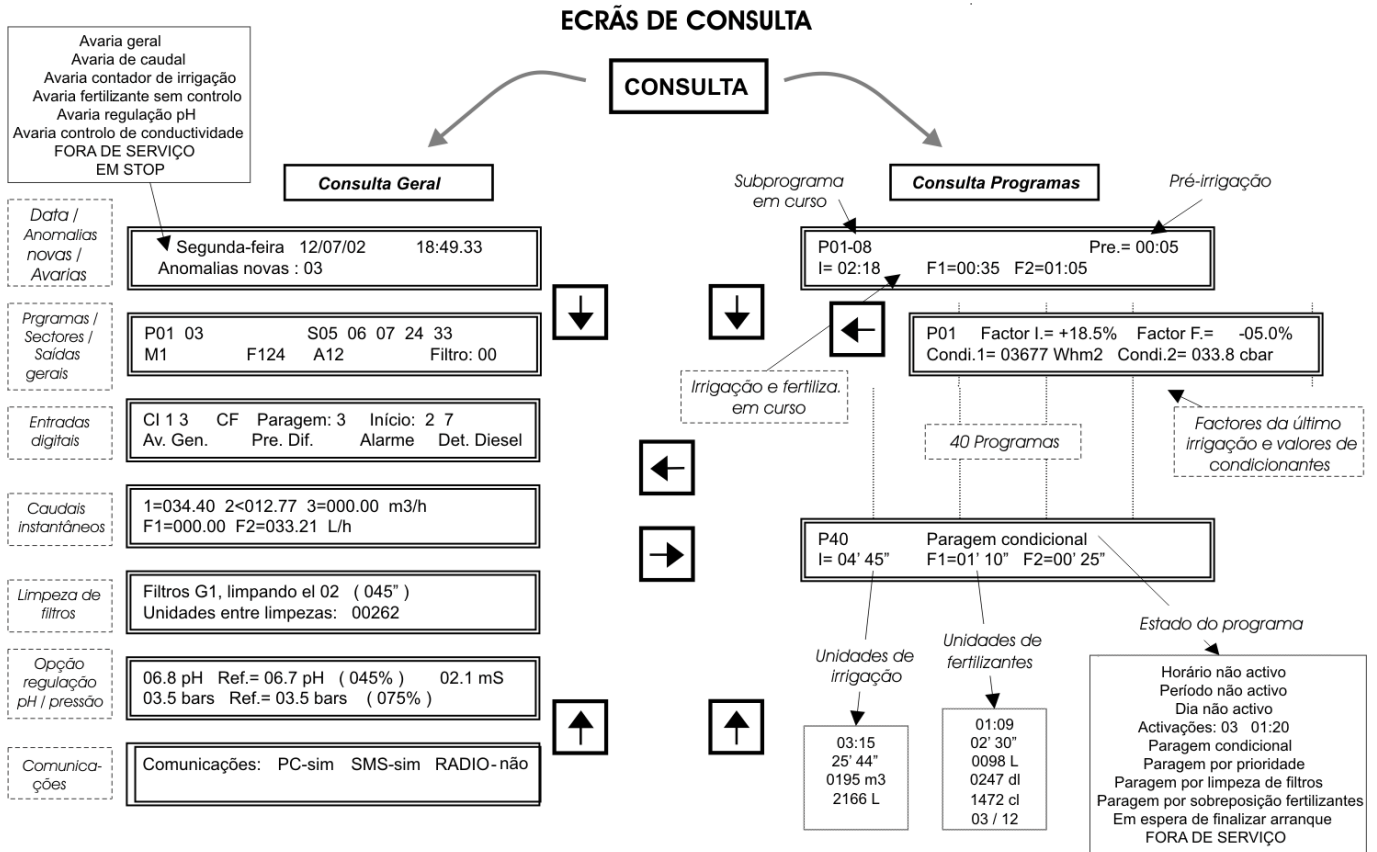 ECRÃS DE CONSULTA
CONSULTA
Avaria geral
Avaria de caudal
Avaria contador de irrigação
Avaria fertilizante sem controlo
Avaria regulação pH
Avaria controlo de conductividade
FORA DE SERVIÇO
EM STOP
Consulta Geral
Data /
Anomalias
novas /
Avarias
Segunda-feira 12/07/02 18:49.33
Anomalias novas : 03
Prgramas /
Sectores /
Saídas
gerais
P01 03 S05 06 07 24 33
M1 F124 A12 Filtro: 00
Entradas
digitais
CI 1 3 CF Paragem: 3 Início: 2 7
Av. Gen. Pre. Dif. Alarme Det. Diesel
Caudais
instantâneos
1=034.40 2<012.77 3=000.00 m3/h
F1=000.00 F2=033.21 L/h
Limpeza de
filtros
Filtros G1, limpando el 02 ( 045” )
Unidades entre limpezas: 00262
Opção
regulação
pH / pressão
06.8 pH Ref.= 06.7 pH ( 045% ) 02.1 mS
03.5 bars Ref.= 03.5 bars ( 075% )
Comunica-
ções
Comunicações: PC-sim SMS-sim RADIO-não
Consulta Programas
Subprograma
em curso
Pré-irrigação
P01-08 Pre.= 00:05
I= 02:18 F1=00:35 F2=01:05
P01 Factor I.= +18.5% Factor F.= -05.0%
Condi.1= 03677 Whm2 Condi.2= 033.8 cbar
Irrigação e fertiliza.
em curso
40 Programas
Factores da último
irrigação e valores de
condicionantes
P40 Paragem condicional
I= 04’ 45” F1=01’ 10” F2=00’ 25”
Unidades de
irrigação
03:15
25’ 44”
0195 m3
2166 L
Unidades de
fertilizantes
01:09
02’ 30”
0098 L
0247 dl
1472 cl
03 / 12
Estado do programa
Horário não activo
Período não activo
Dia não activo
Activações: 03 01:20
Paragem condicional
Paragem por prioridade
Paragem por limpeza de filtros
Paragem por sobreposição fertilizantes
Em espera de finalizar arranque
FORA DE SERVIÇO